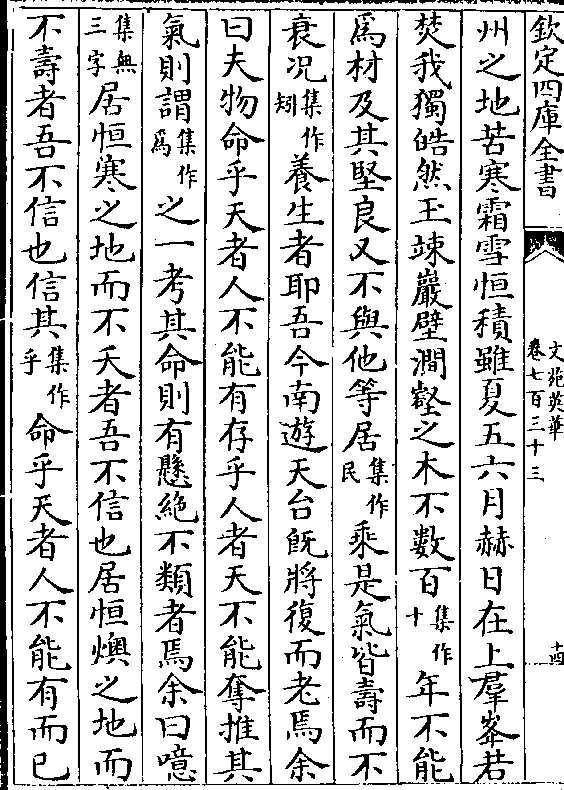 欽定四庫全書
文苑英華
卷七百三十三
十四
州之地苦寒霜雪恒積雖夏五六月赫日在上羣峯若
焚我獨皓然玉竦巖壁澗壑之木不數百集作十年不能
爲材及其堅良又不與他等居集作民乘是氣皆壽而不
衰况集作矧養生者耶吾今南遊天台旣將復而老焉余
曰夫物命乎天者人不能有存乎人者天不能奪推其
氣則謂集作爲之一考其命則有懸絶不類者焉余曰噫
集無三字居恒寒之地而不夭者吾不信也居恒燠之地而
不壽者吾不信也信其集作乎命乎天者人不能有而已